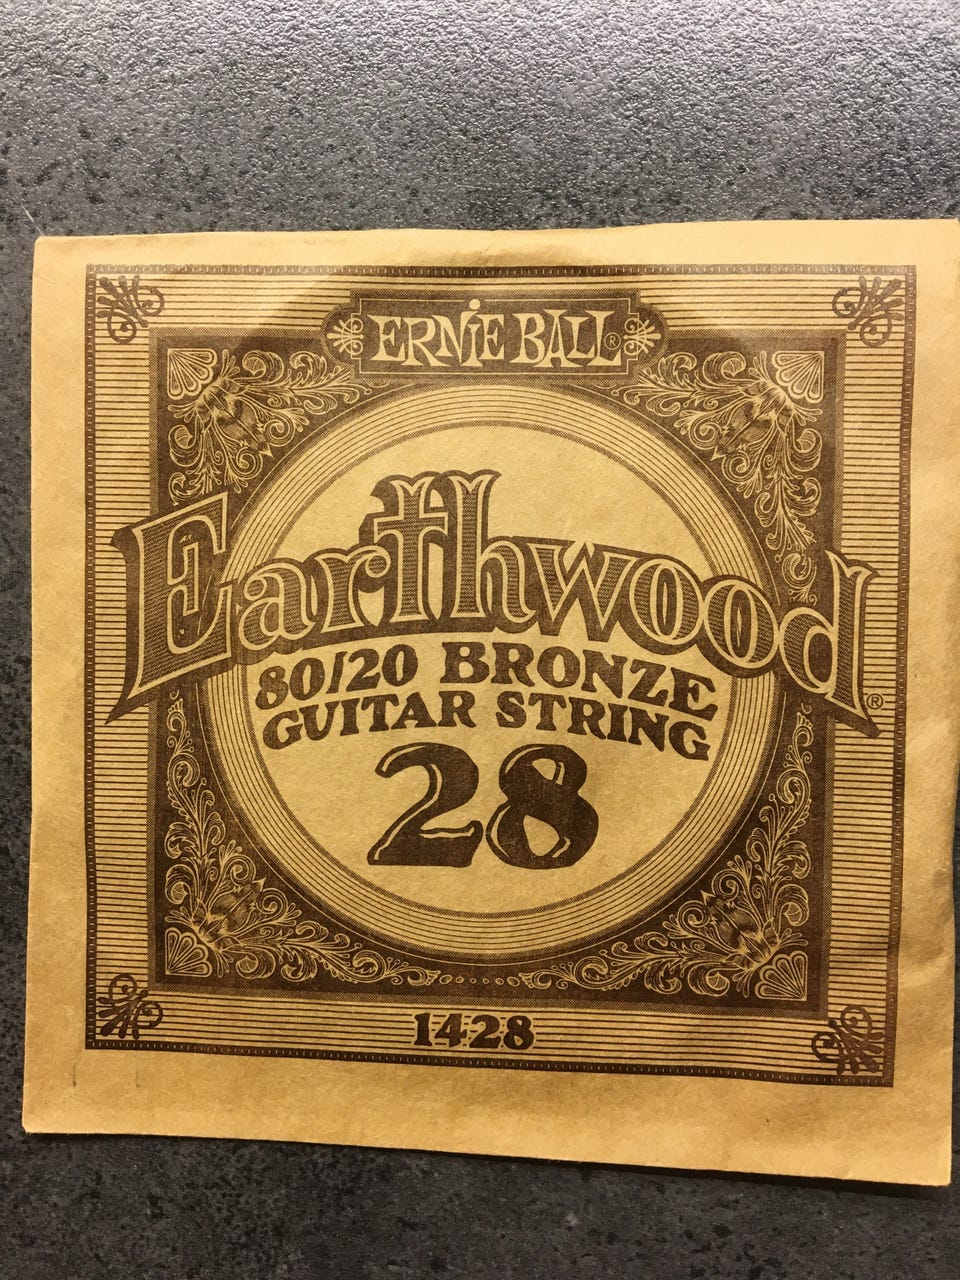 ERNIE BALL®
Earthwood®
80/20 BRONZE
GUITAR STRING
28
1428